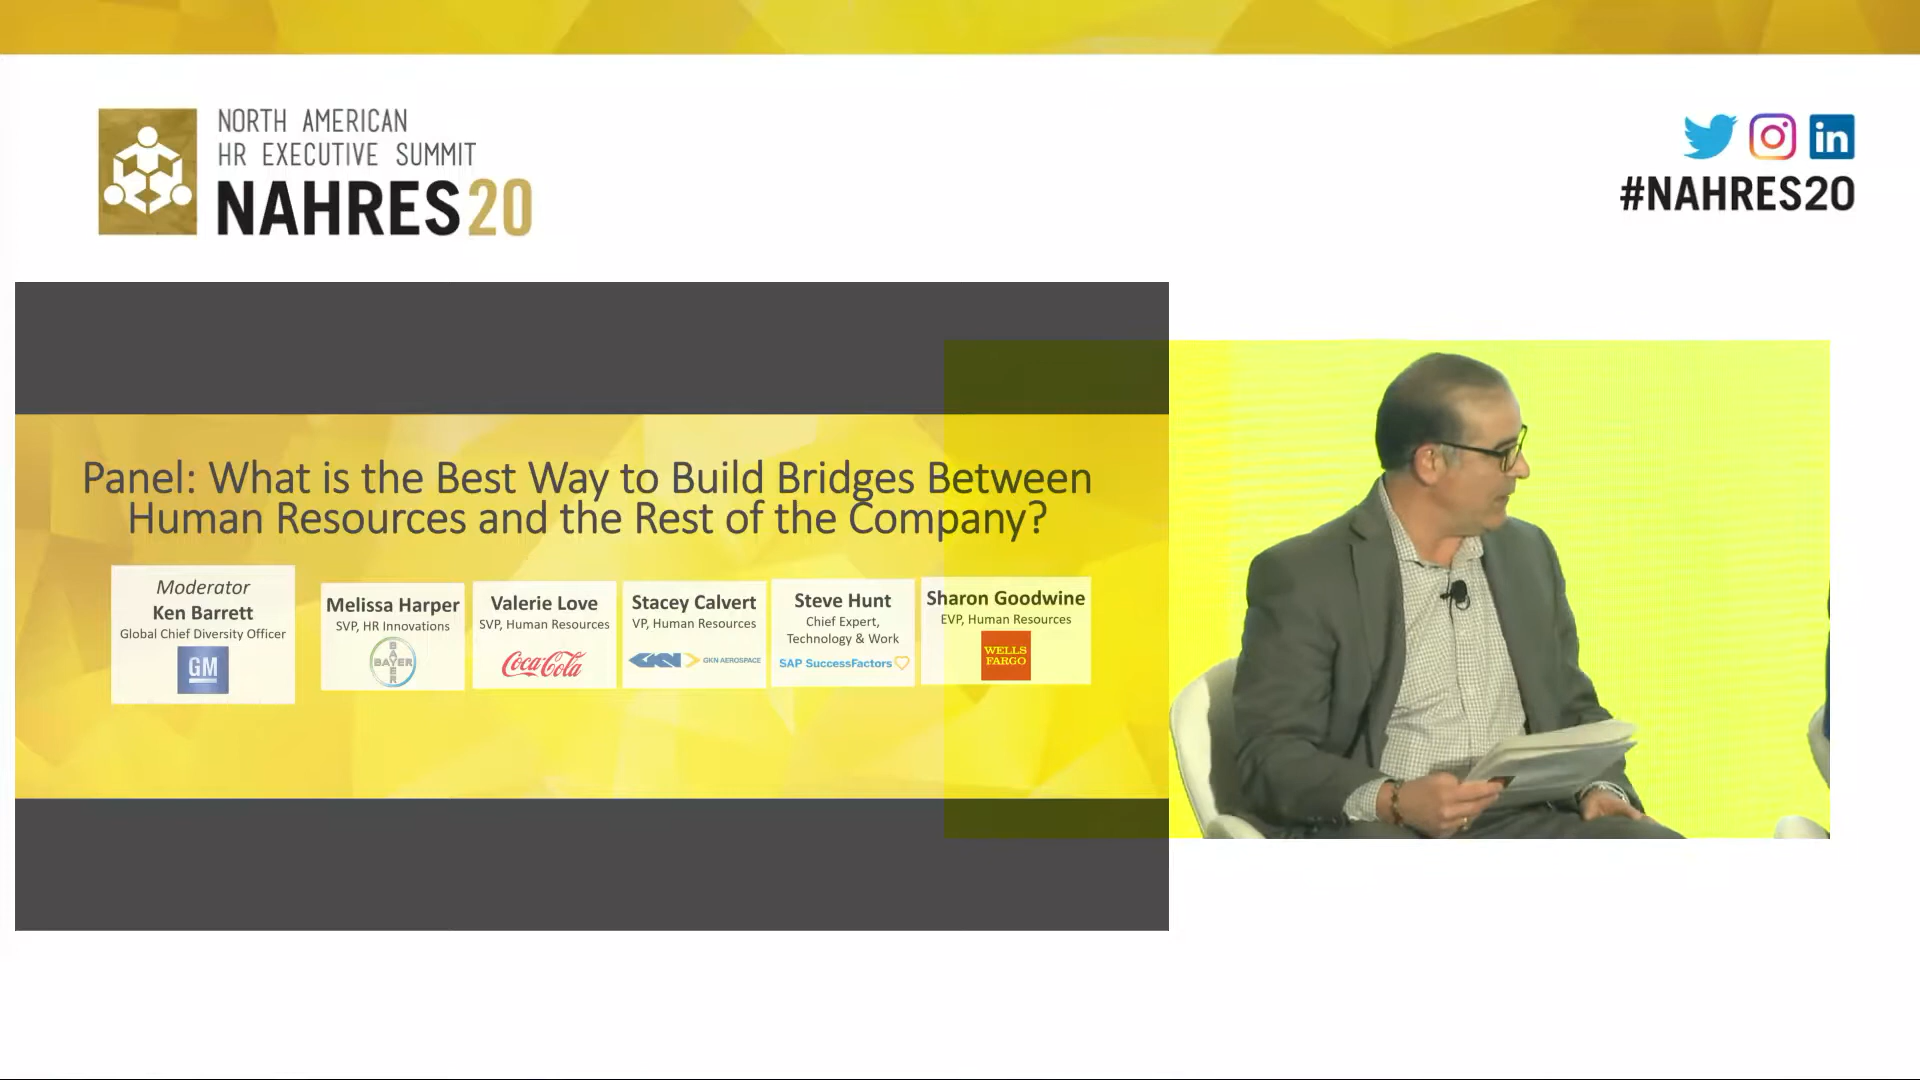 NORTH AMERICAN
HR EXECUTIVE SUMMIT
NAHRES20
in
#NAHRES20
Panel: What is the Best Way to Build Bridges Between
Human Resources and the Rest of the Company?
Moderator
Ken Barrett
Global Chief Diversity Officer
GM
Melissa Harper
SVP, HR Innovations
BAYER
BAYER
Valerie Love
SVP, Human Resources
Coca-Cola
Stacey Calvert
VP, Human Resources
GKN
GKN AEROSPACE
Steve Hunt
Chief Expert,
Technology & Work
SAP SuccessFactors
Sharon Goodwine
EVP, Human Resources
WELLS
FARGO